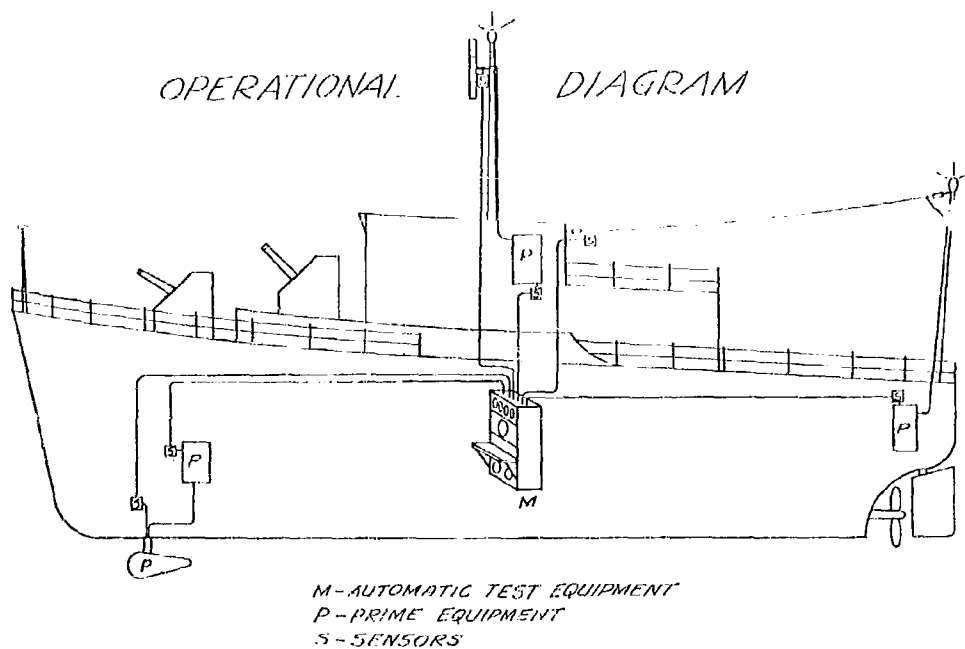 OPERATIONAL DIAGRAM
S
P
S
S
S
P
S
P
S
M
P
M-AUTOMATIC TEST EQUIPMENT
P-PRIME EQUIPMENT
S-SENSORS